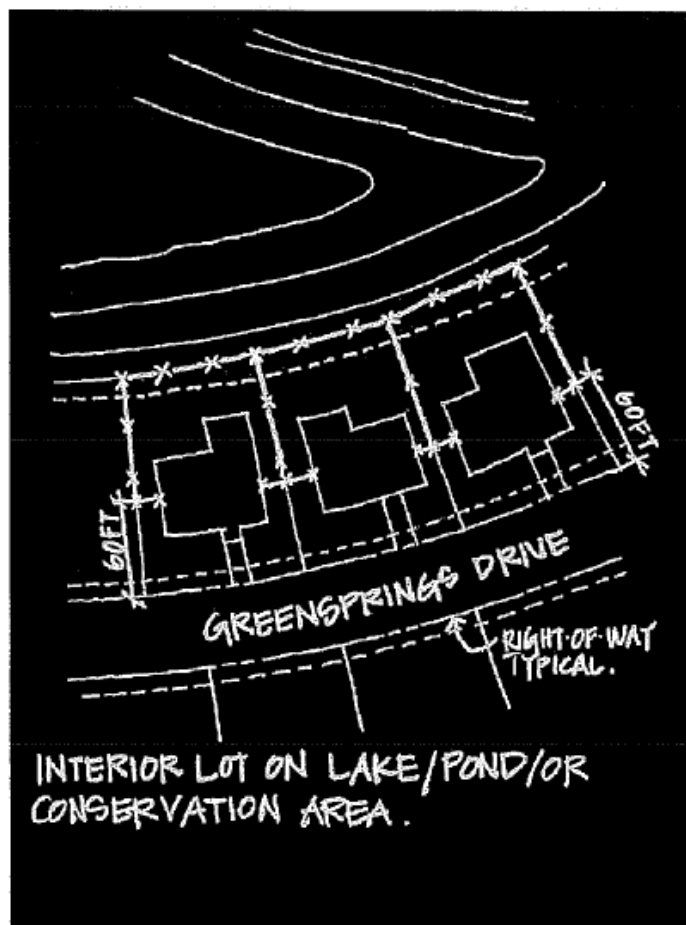 60FT
60FT
GREENSPRINGS DRIVE
RIGHT-OF-WAY
TYPICAL.
INTERIOR LOT ON LAKE/POND/OR
CONSERVATION AREA.